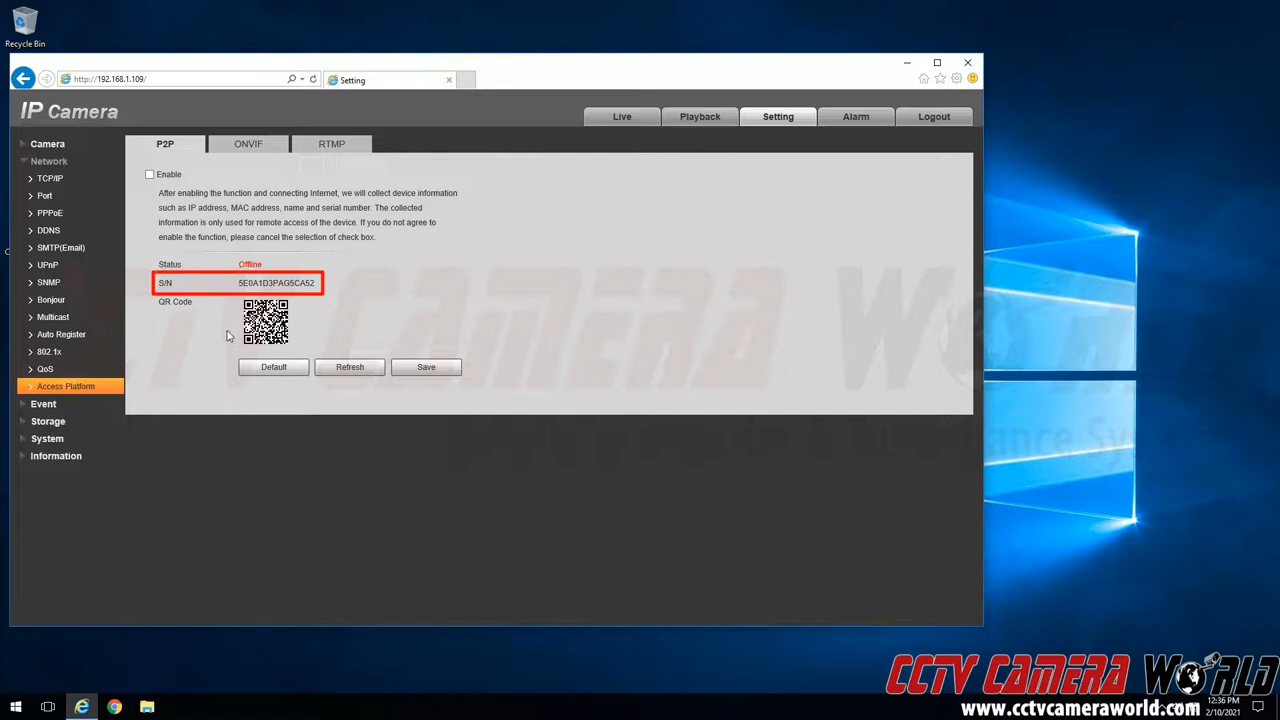 Recycle Bin
http://192.168.1.109/
Setting
IP Camera
Live
Playback
Setting
Alarm
Logout
Camera
Network
TCP/IP
Port
PPPoE
DDNS
SMTP(Email)
UPnP
SNMP
Bonjour
Multicast
Auto Register
802.1x
QoS
Access Platform
Event
Storage
System
Information
P2P
ONVIF
RTMP
Enable
After enabling the function and connecting Internet, we will collect device information
such as IP address, MAC address, name and serial number. The collected
information is only used for remote access of the device. If you do not agree to
enable the function, please cancel the selection of check box.
Status Offline
S/N 5E0A1D3PAG5CA52
QR Code
Default
Refresh
Save
CCTV CAMERA WORLD
www.cctvcameraworld.com
12:36 PM
2/10/2021